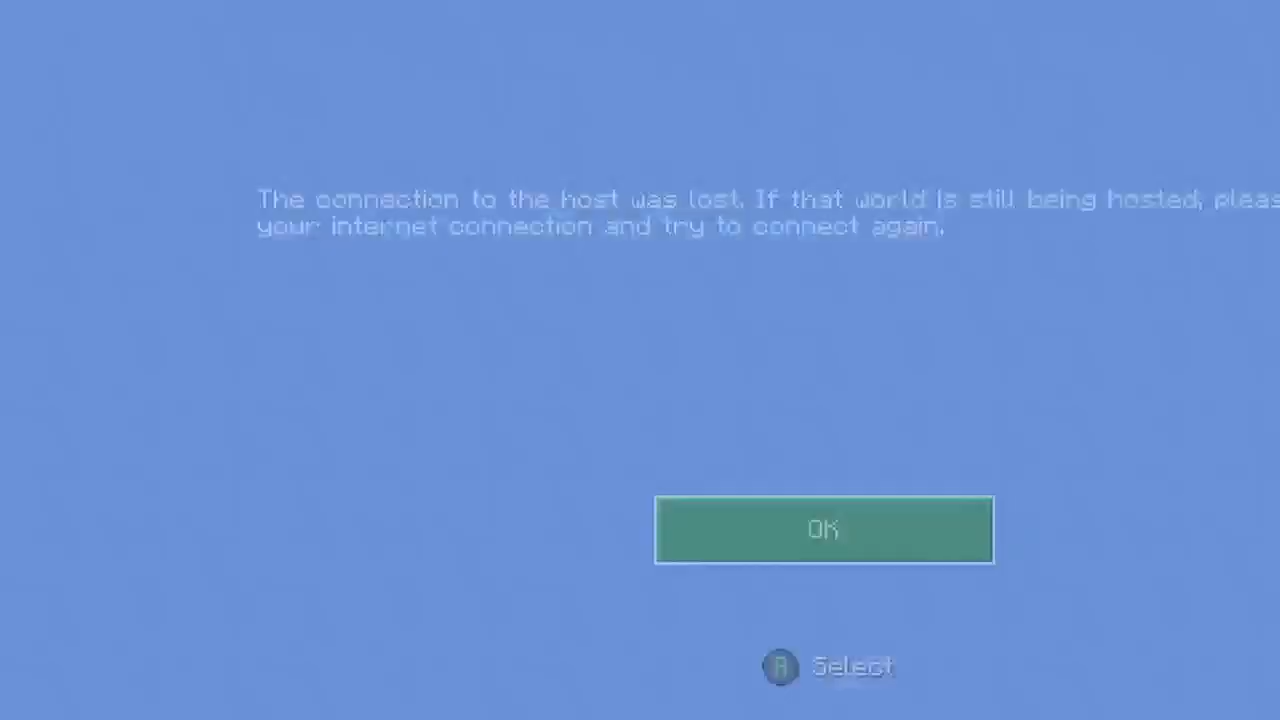 The connection to the host was lost. If that world is still being hosted, pleas
your internet connection and try to connect again.
OK
A Select